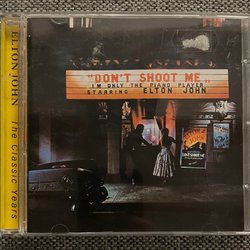 ELTON JOHN
The Classic Years
"DON'T SHOOT ME
I'M ONLY THE PIANO PLAYER
STARRING ELTON JOHN